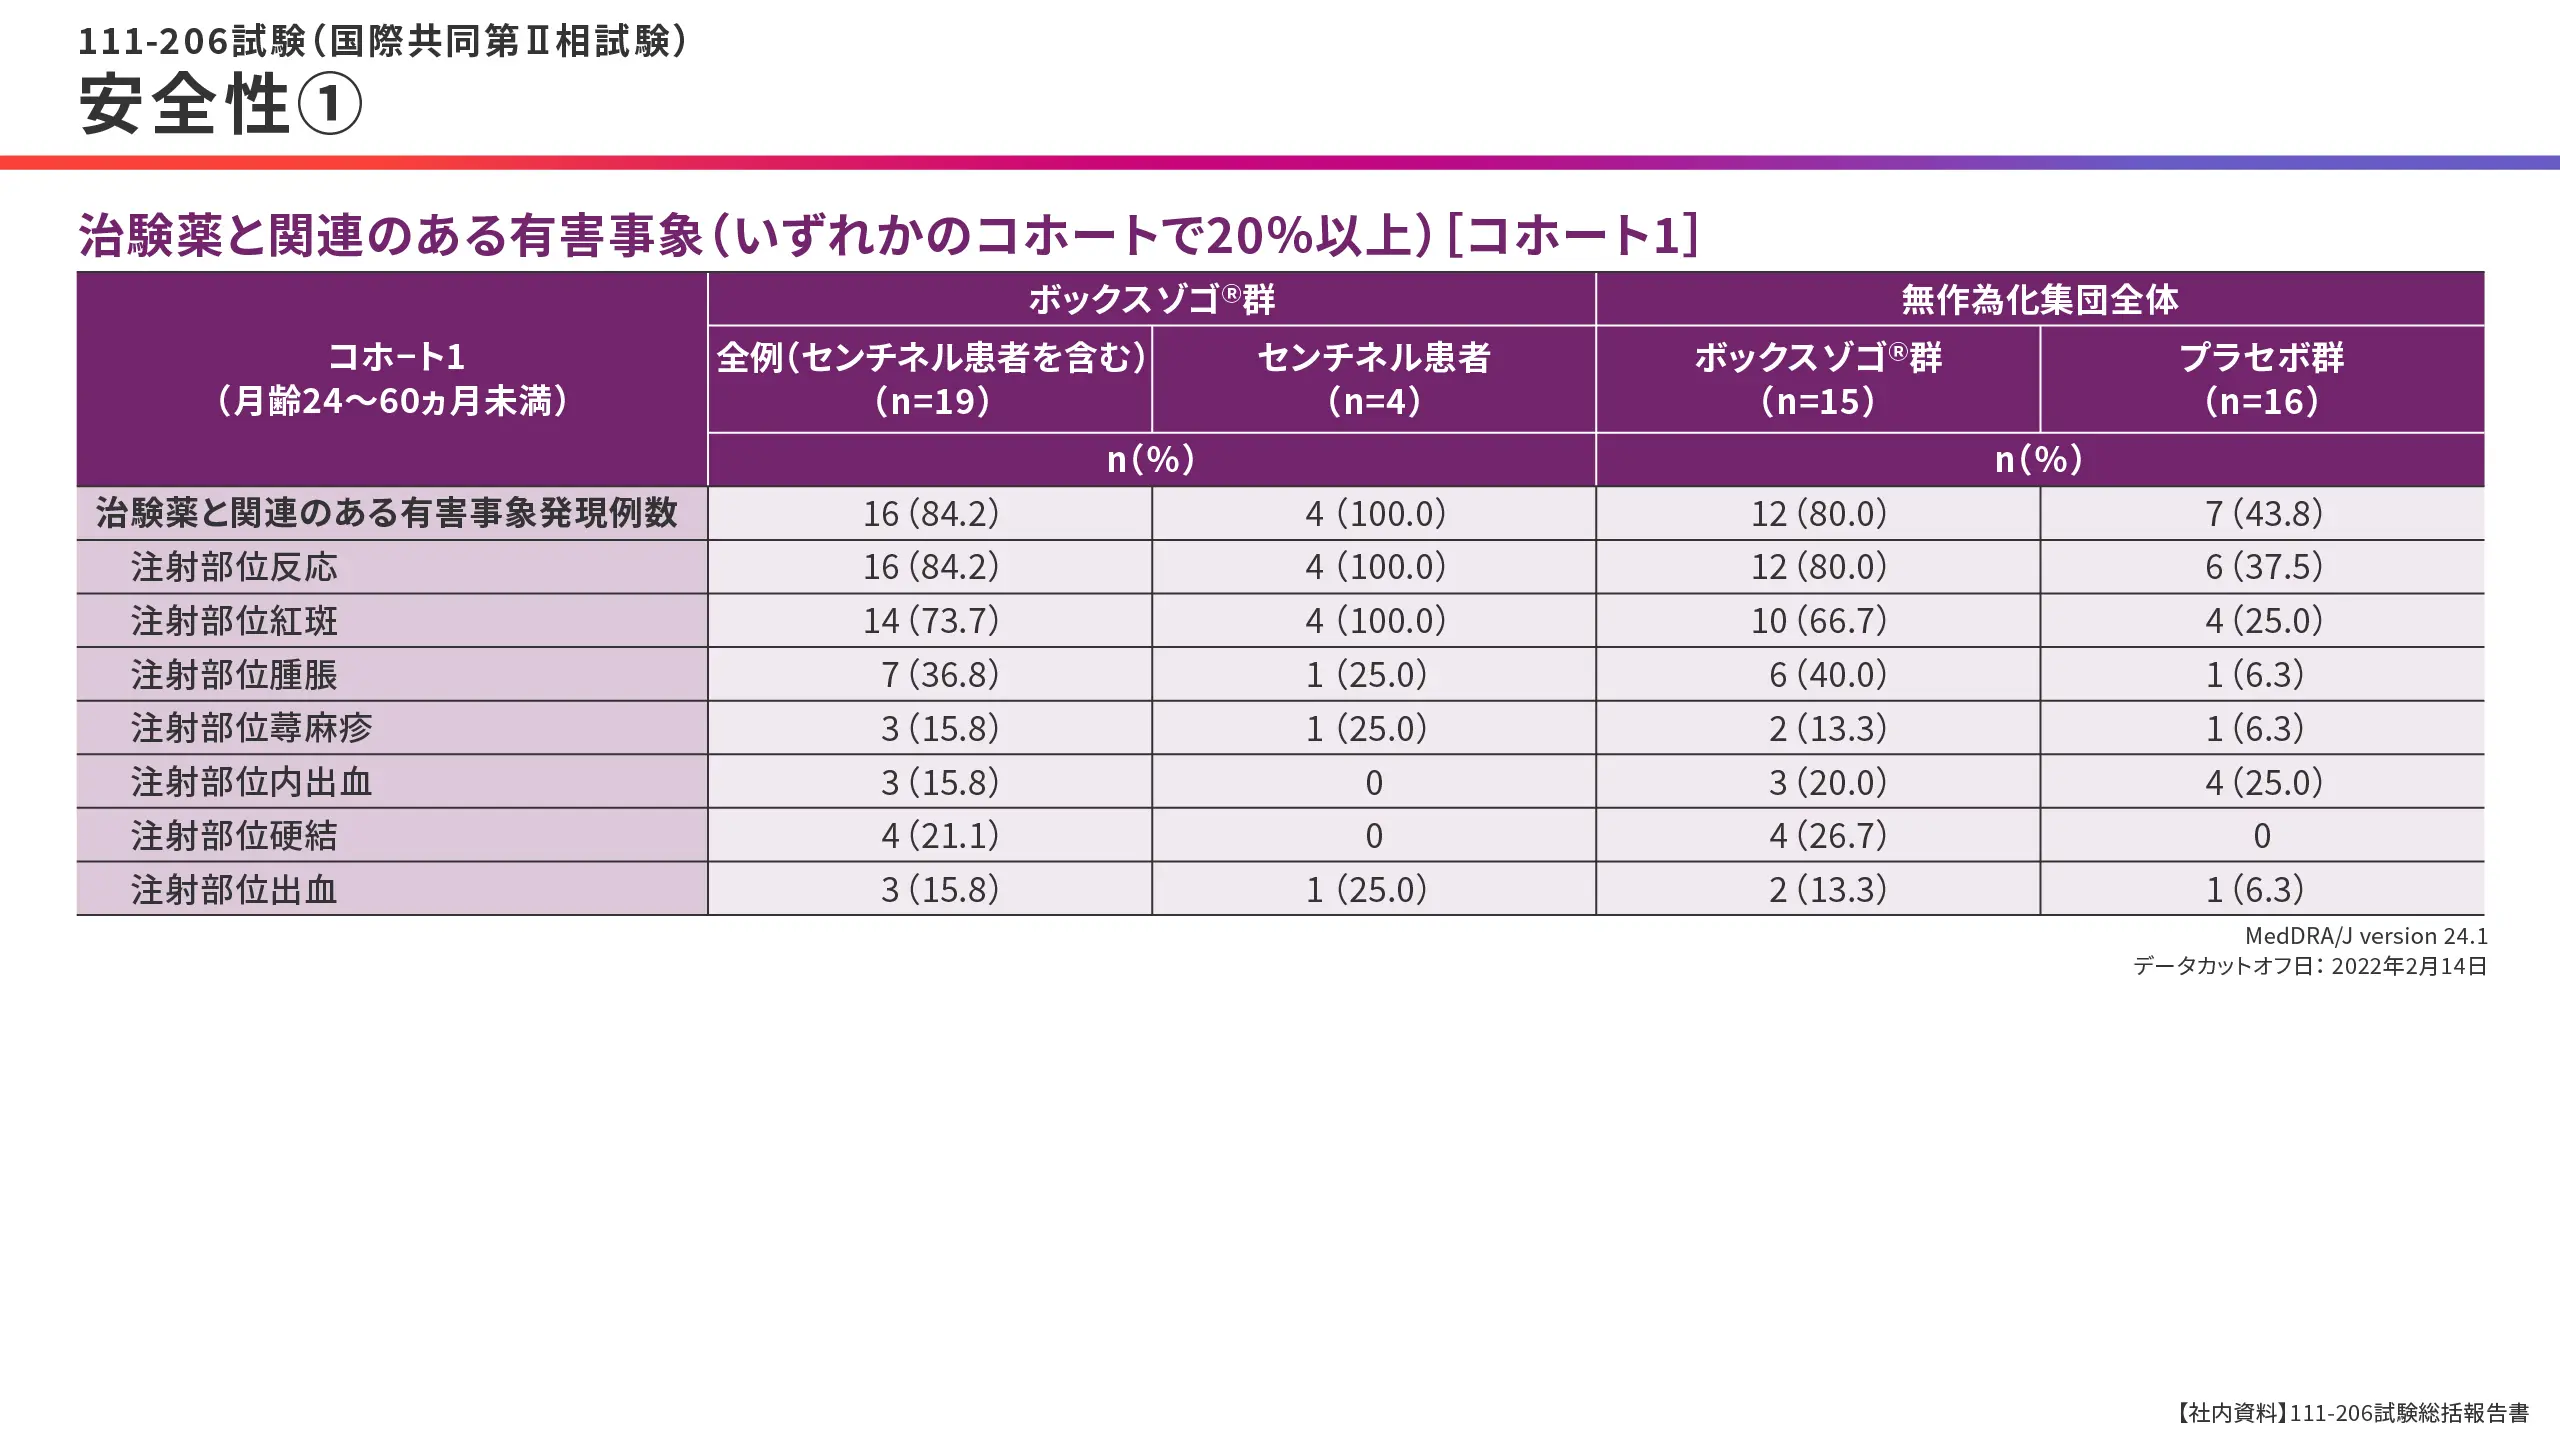 111-206試験（国際共同第Ⅱ相試験）
安全性①
治験薬と関連のある有害事象（いずれかのコホートで20％以上）［コホート1］
コホート1
（月齢24～60ヵ月未満）
ボックスゾゴ®群
無作為化集団全体
全例（センチネル患者を含む）
（n=19）
センチネル患者
（n=4）
ボックスゾゴ®群
（n=15）
プラセボ群
（n=16）
n（％）
n（％）
治験薬と関連のある有害事象発現例数 16（84.2） 4（100.0） 12（80.0） 7（43.8）
注射部位反応 16（84.2） 4（100.0） 12（80.0） 6（37.5）
注射部位紅斑 14（73.7） 4（100.0） 10（66.7） 4（25.0）
注射部位腫脹 7（36.8） 1（25.0） 6（40.0） 1（6.3）
注射部位蕁麻疹 3（15.8） 1（25.0） 2（13.3） 1（6.3）
注射部位内出血 3（15.8） 0 3（20.0） 4（25.0）
注射部位硬結 4（21.1） 0 4（26.7） 0
注射部位出血 3（15.8） 1（25.0） 2（13.3） 1（6.3）
MedDRA/J version 24.1
データカットオフ日：2022年2月14日
【社内資料】111-206試験総括報告書